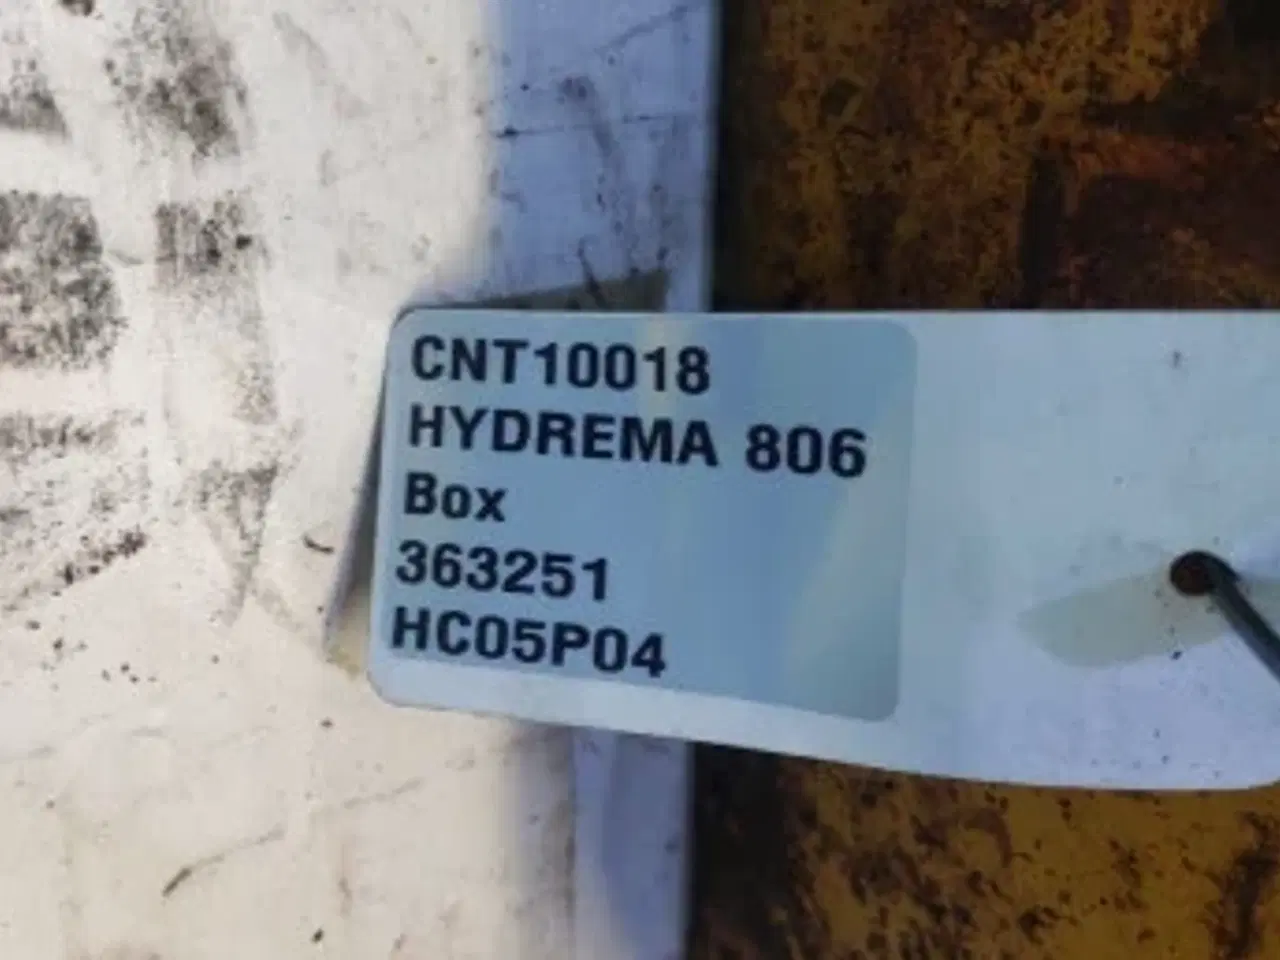 CNT10018
HYDREMA 806
Box
363251
HC05P04